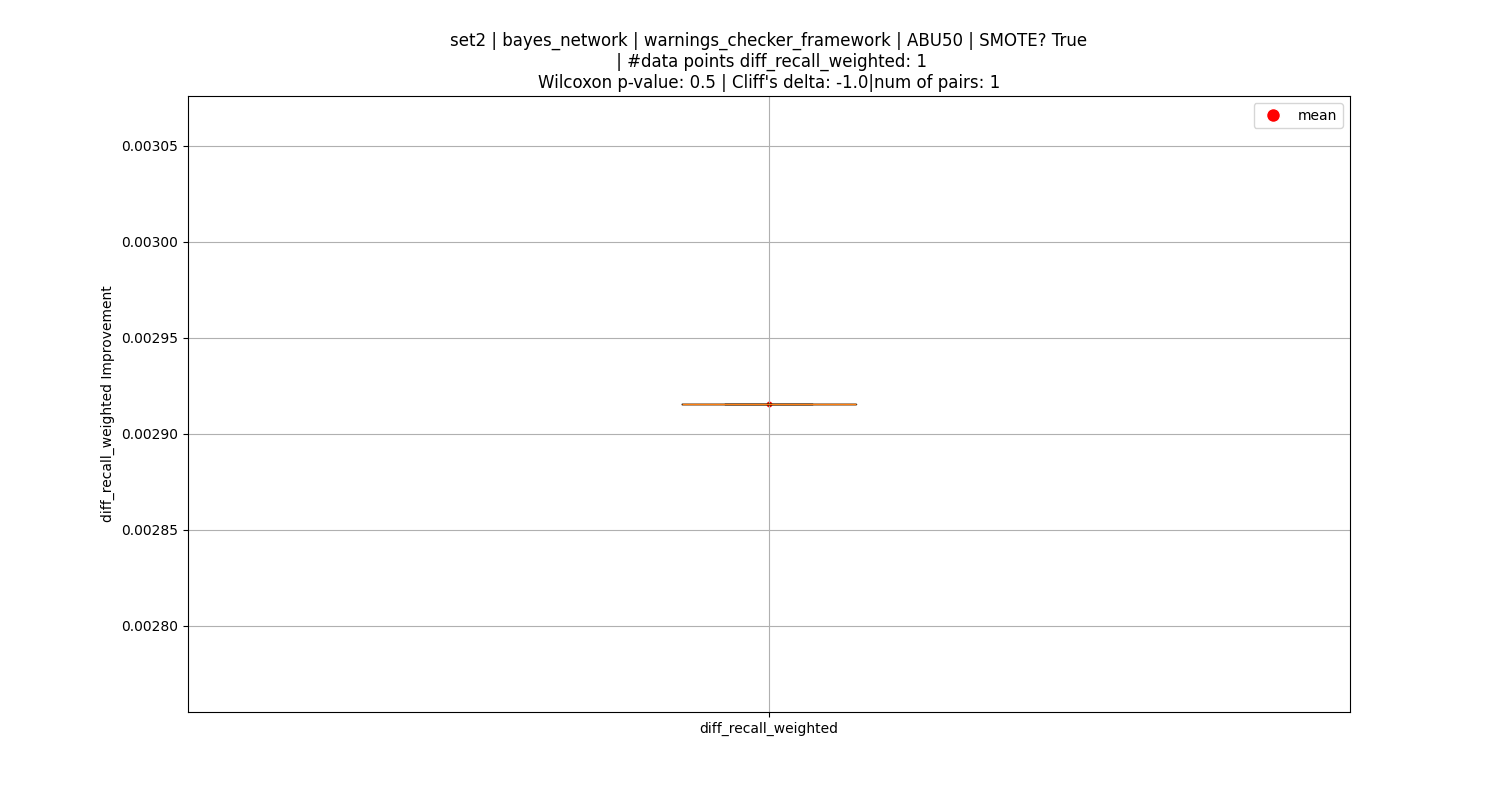 set2 | bayes_network | warnings_checker_framework | ABU50 | SMOTE? True
| #data points diff_recall_weighted: 1
Wilcoxon p-value: 0.5 | Cliff's delta: -1.0|num of pairs: 1
mean
0.00305
0.00300
0.00295
0.00290
0.00285
0.00280
diff_recall_weighted Improvement
diff_recall_weighted